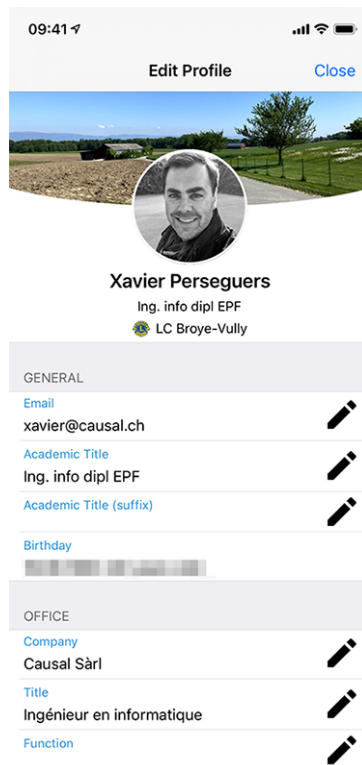 09:41
Edit Profile
Close
Xavier Perseguers
Ing. info dipl EPF
LC Broye-Vully
GENERAL
Email
xavier@causal.ch
Academic Title
Ing. info dipl EPF
Academic Title (suffix)
Birthday
OFFICE
Company
Causal Sàrl
Title
Ingénieur en informatique
Function